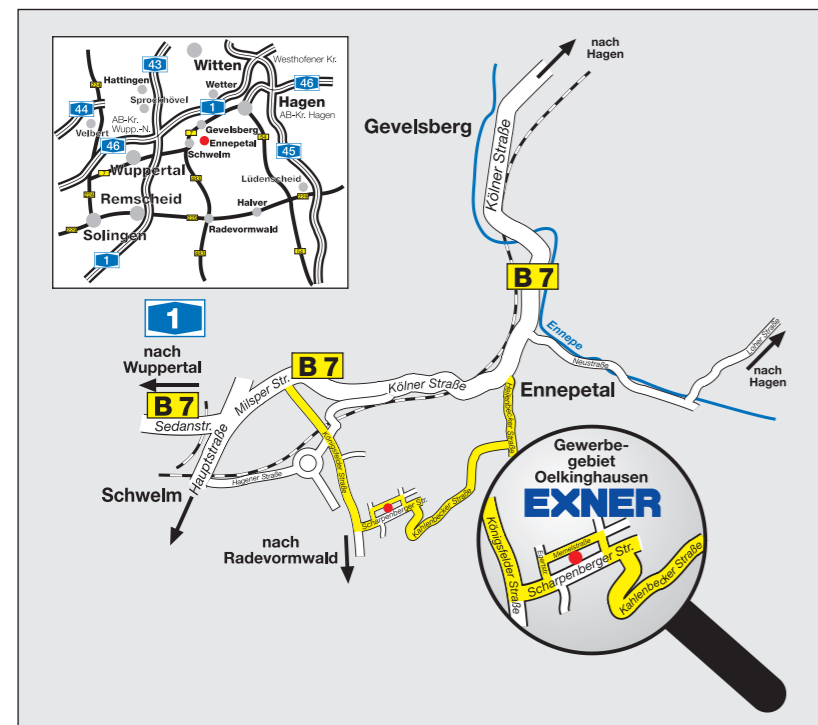 43
Witten
Westhofener Kr.
Hattingen
Wetter
46
Sprockhövel
1
Hagen
44
AB-Kr.
Wupp.-N.
AB-Kr. Hagen
Velbert
Gevelsberg
7
Ennepetal
46
Schwelm
45
7
Wuppertal
Lüdenscheid
Remscheid
Halver
Solingen
Radevormwald
1
nach
Hagen
Gevelsberg
Kölner Straße
B 7
1
nach
Wuppertal
B 7
Sedanstr.
Milsper Str.
B 7
Kölner Straße
Ennepe
Neustraße
Loher Straße
nach
Hagen
Ennepetal
Hauptstraße
Schwelm
Hagener Straße
Königsfelder Straße
Scharpenberger Str.
Kahlenbecker Straße
nach
Radevormwald
Gewerbe-
gebiet
Oelkinghausen
EXNER
Königsfelder Straße
Memelstraße
Scharpenberger Str.
Kahlenbecker Straße